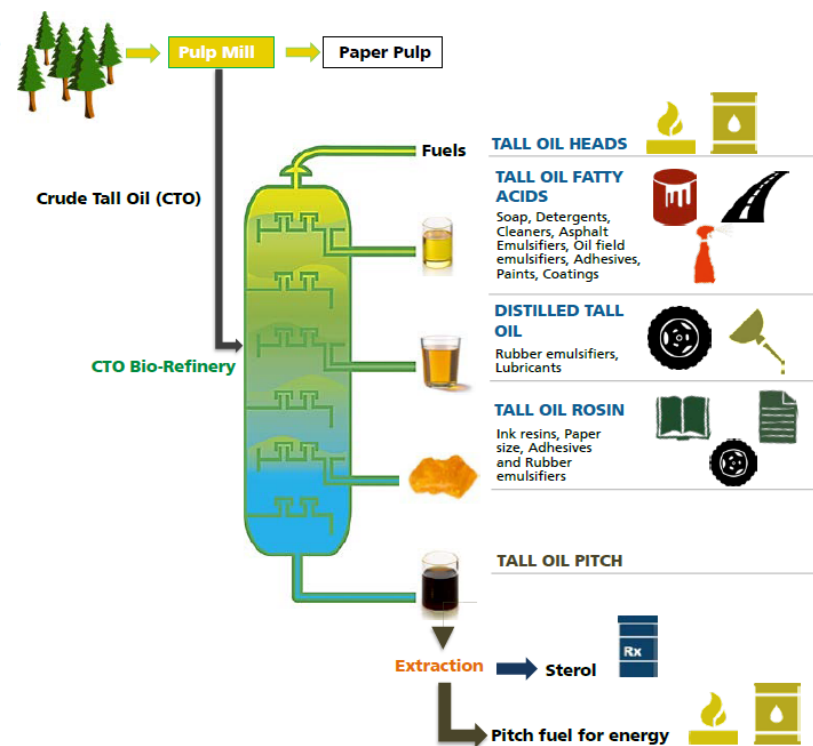 Pulp Mill
Paper Pulp
Fuels
TALL OIL HEADS
Crude Tall Oil (CTO)
TALL OIL FATTY
ACIDS
Soap, Detergents,
Cleaners, Asphalt
Emulsifiers, Oil field
emulsifiers, Adhesives,
Paints, Coatings
CTO Bio-Refinery
DISTILLED TALL
OIL
Rubber emulsifiers,
Lubricants
TALL OIL ROSIN
Ink resins, Paper
size, Adhesives
and Rubber
emulsifiers
TALL OIL PITCH
Extraction
Sterol
Rx
Pitch fuel for energy